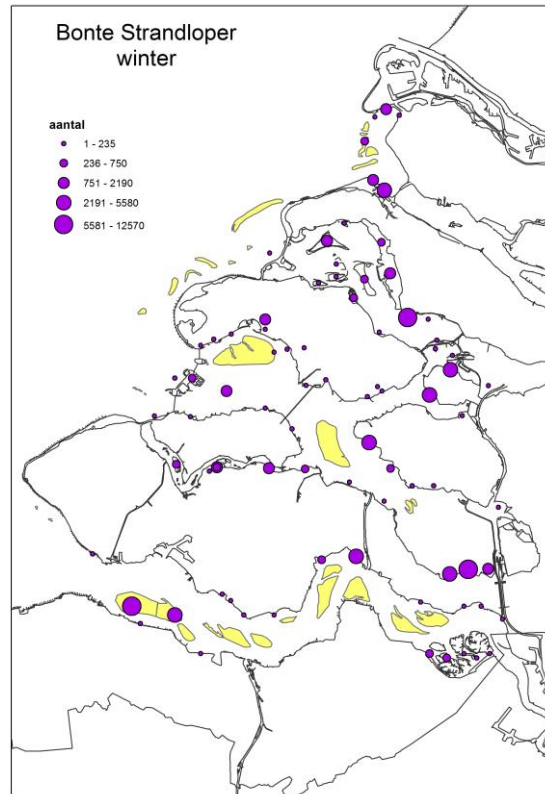 Bonte Strandloper
winter
aantal
1 - 235
236 - 750
751 - 2190
2191 - 5580
5581 - 12570